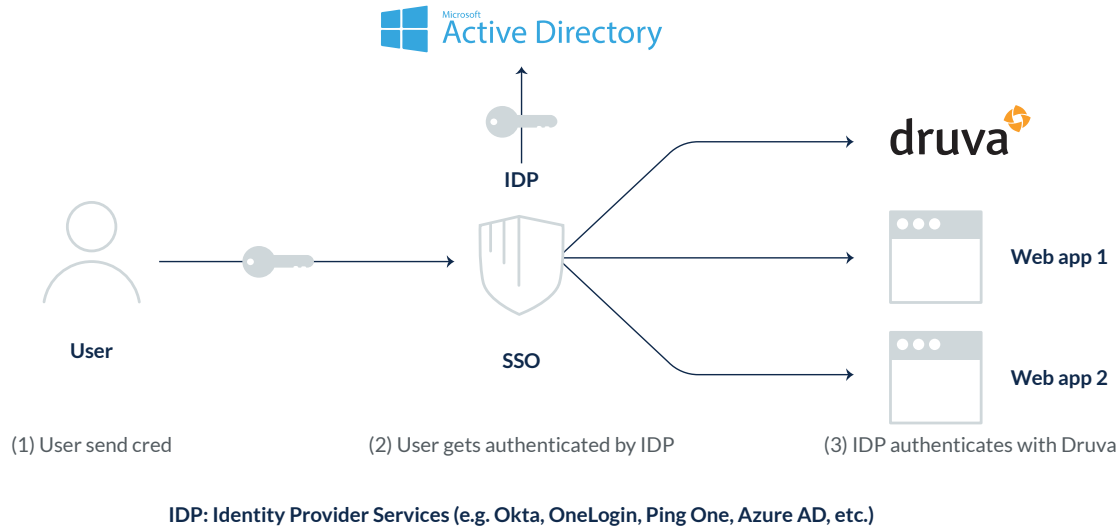 Microsoft
Active Directory
IDP
druva
Web app 1
User
SSO
Web app 2
(1) User send cred
(2) User gets authenticated by IDP
(3) IDP authenticates with Druva
IDP: Identity Provider Services (e.g. Okta, OneLogin, Ping One, Azure AD, etc.)